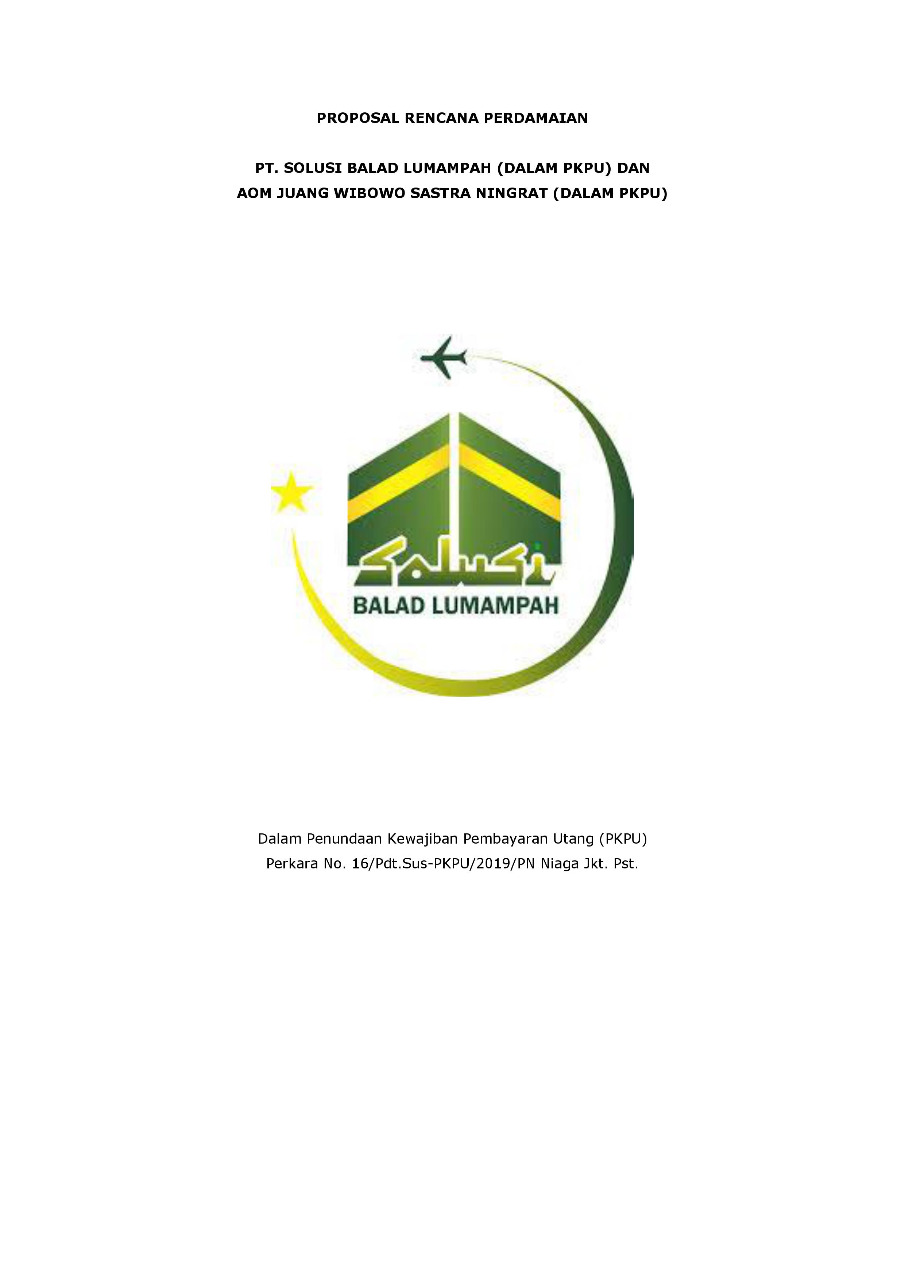 PROPOSAL RENCANA PERDAMAIAN
PT. SOLUSI BALAD LUMAMPAH (DALAM PKPU) DAN
AOM JUANG WIBOWO SASTRA NINGRAT (DALAM PKPU)
Solusi
BALAD LUMAMPAH
Dalam Penundaan Kewajiban Pembayaran Utang (PKPU)
Perkara No. 16/Pdt.Sus-PKPU/2019/PN Niaga Jkt. Pst.